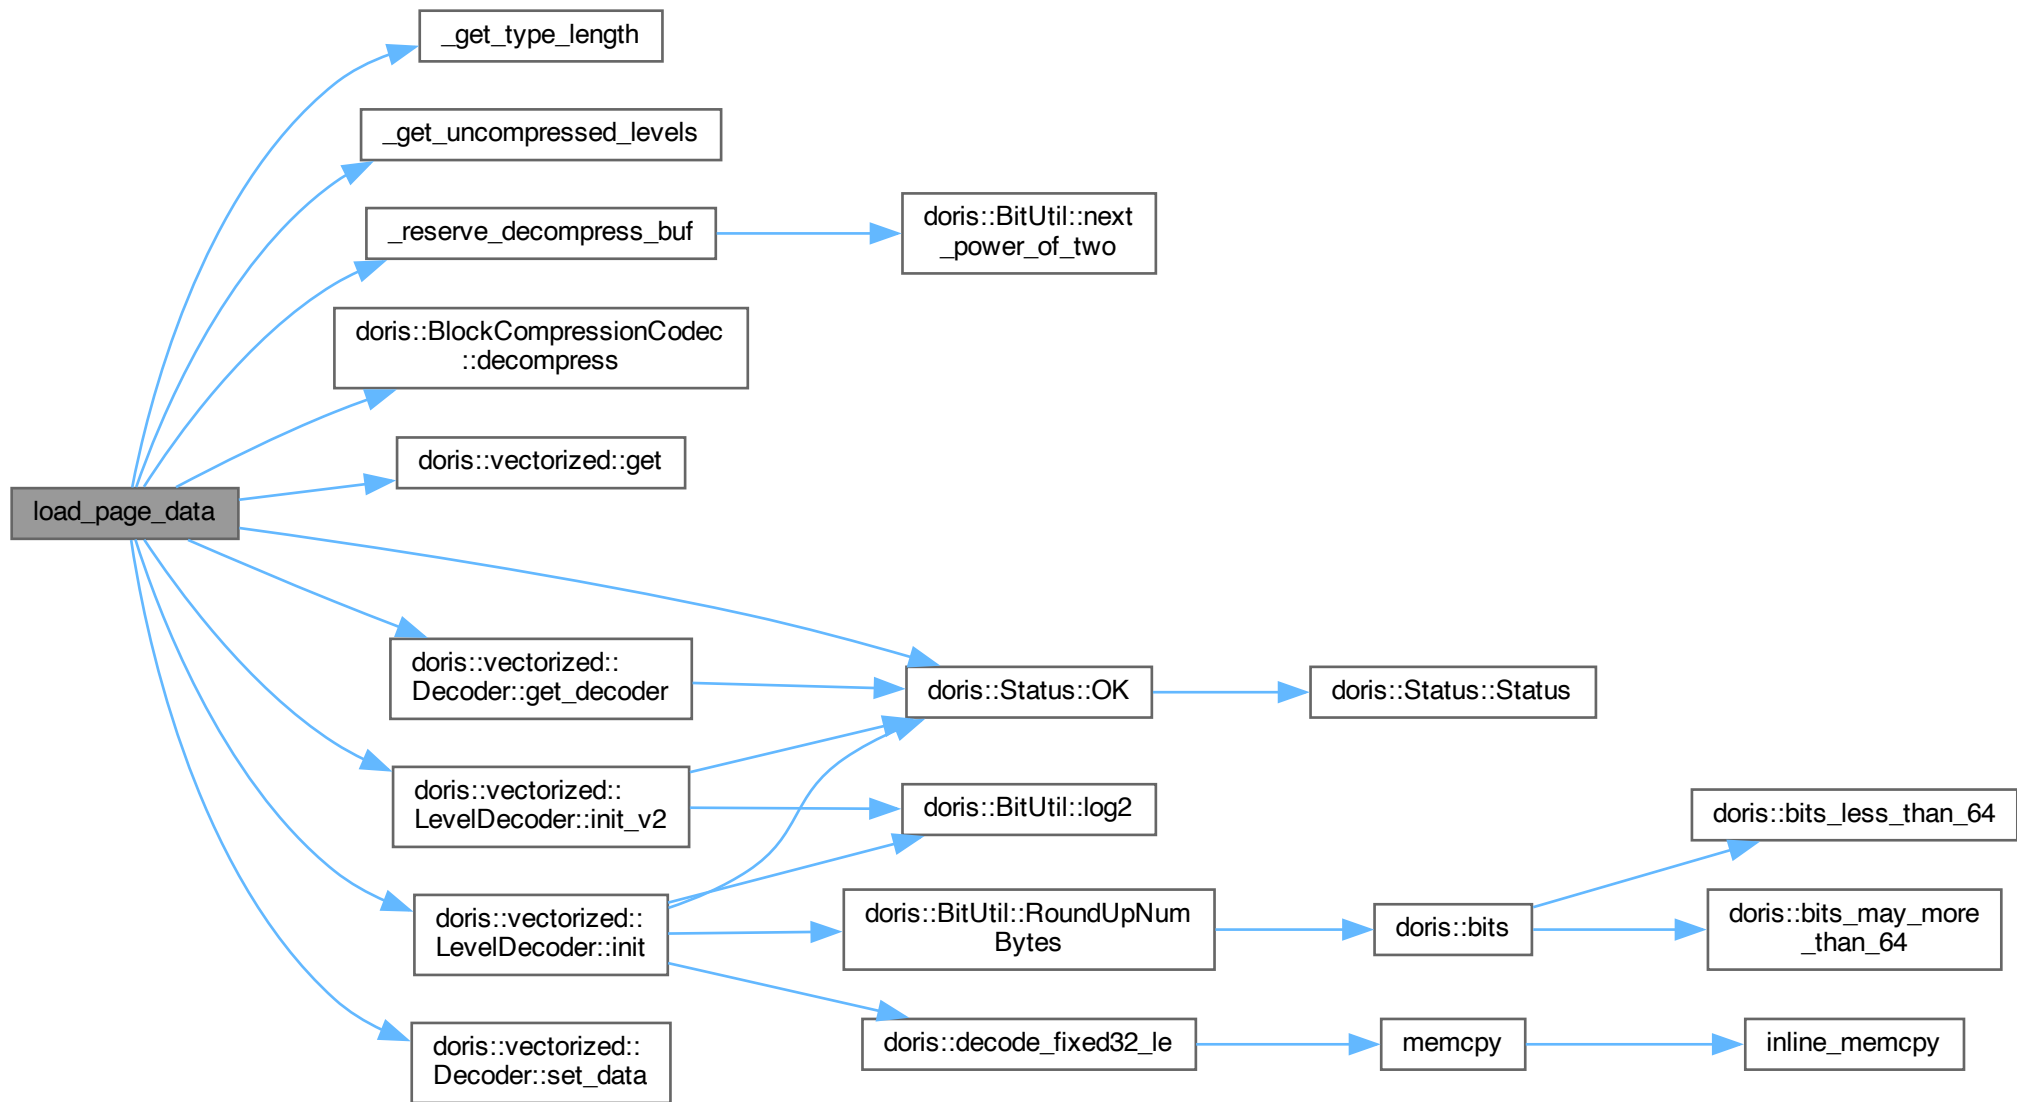 _get_type_length
_get_uncompressed_levels
_reserve_decompress_buf
doris::BitUtil::next
_power_of_two
doris::BlockCompressionCodec
::decompress
doris::vectorized::get
load_page_data
doris::vectorized::
Decoder::get_decoder
doris::Status::OK
doris::Status::Status
doris::vectorized::
LevelDecoder::init_v2
doris::BitUtil::log2
doris::bits_less_than_64
doris::vectorized::
LevelDecoder::init
doris::BitUtil::RoundUpNum
Bytes
doris::bits
doris::bits_may_more
_than_64
doris::vectorized::
Decoder::set_data
doris::decode_fixed32_le
memcpy
inline_memcpy